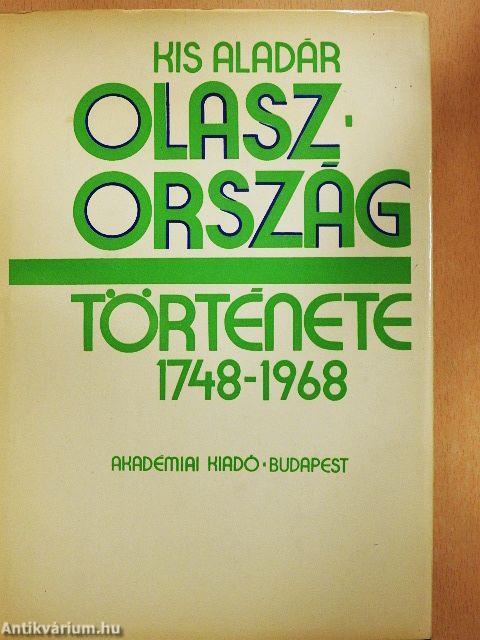 KIS ALADÁR
OLASZ-
ORSZÁG
TÖRTÉNETE
1748-1968
AKADÉMIAI KIADÓ · BUDAPEST
Antikvárium.hu